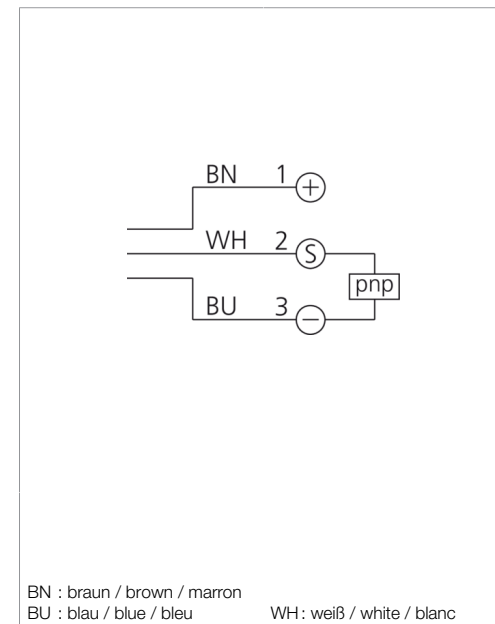 BN 1 +
WH 2 S
pnp
BU 3 −
BN : braun / brown / marron
BU : blau / blue / bleu WH : weiß / white / blanc